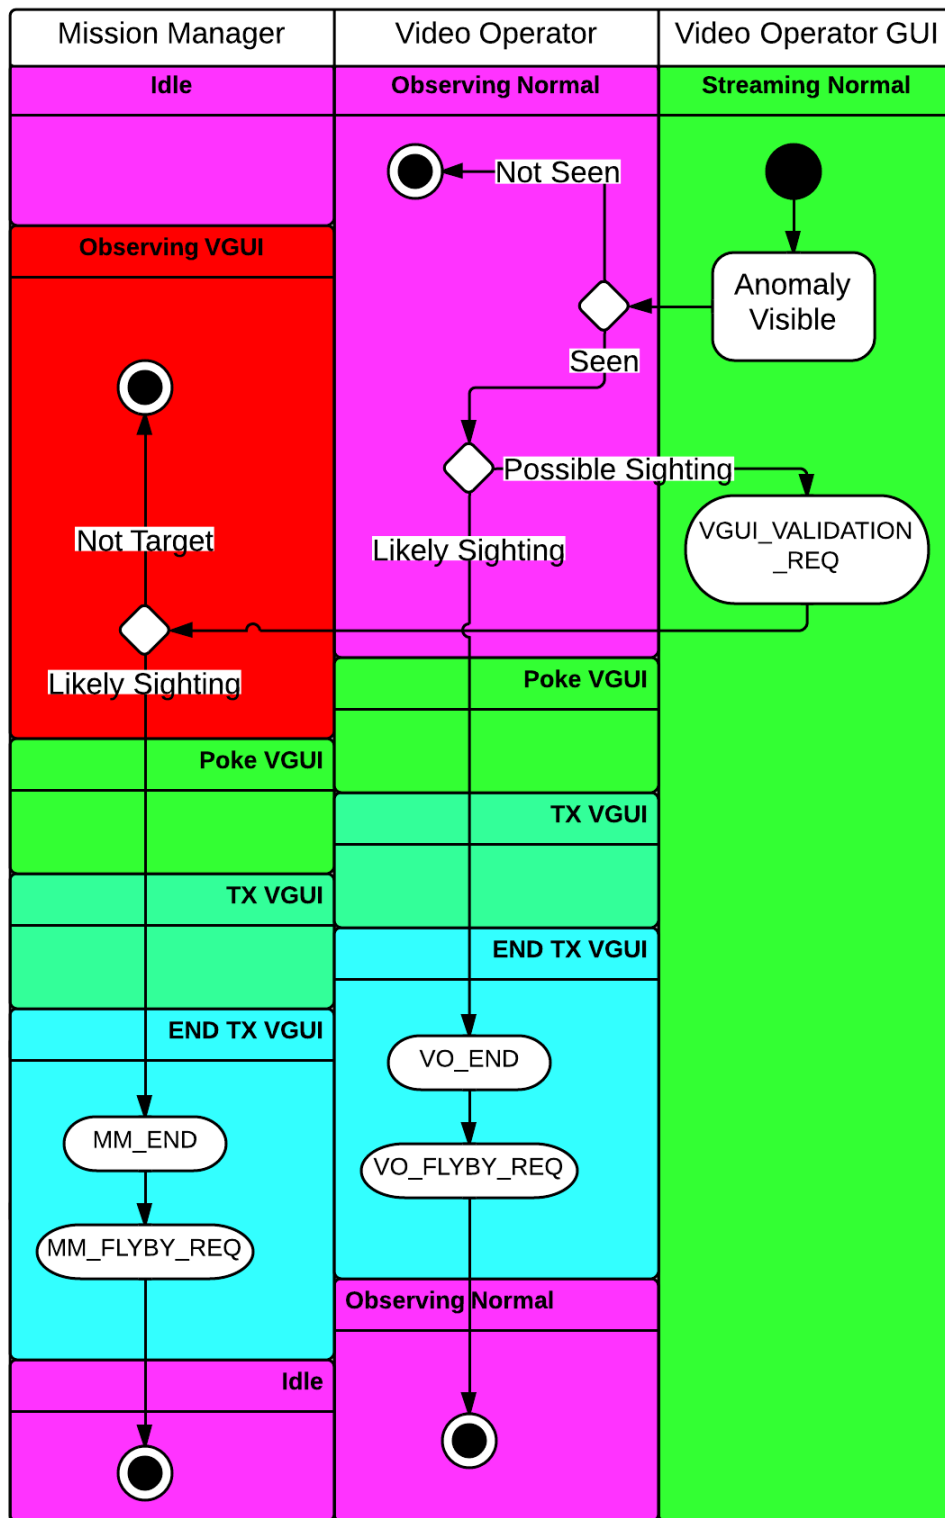 Mission Manager
Video Operator
Video Operator GUI
Idle
Observing Normal
Streaming Normal
Not Seen
Observing VGUI
Anomaly
Visible
Seen
Possible Sighting
VGUI_VALIDATION
_REQ
Not Target
Likely Sighting
Likely Sighting
Poke VGUI
Poke VGUI
TX VGUI
TX VGUI
END TX VGUI
END TX VGUI
VO_END
MM_END
VO_FLYBY_REQ
MM_FLYBY_REQ
Observing Normal
Idle